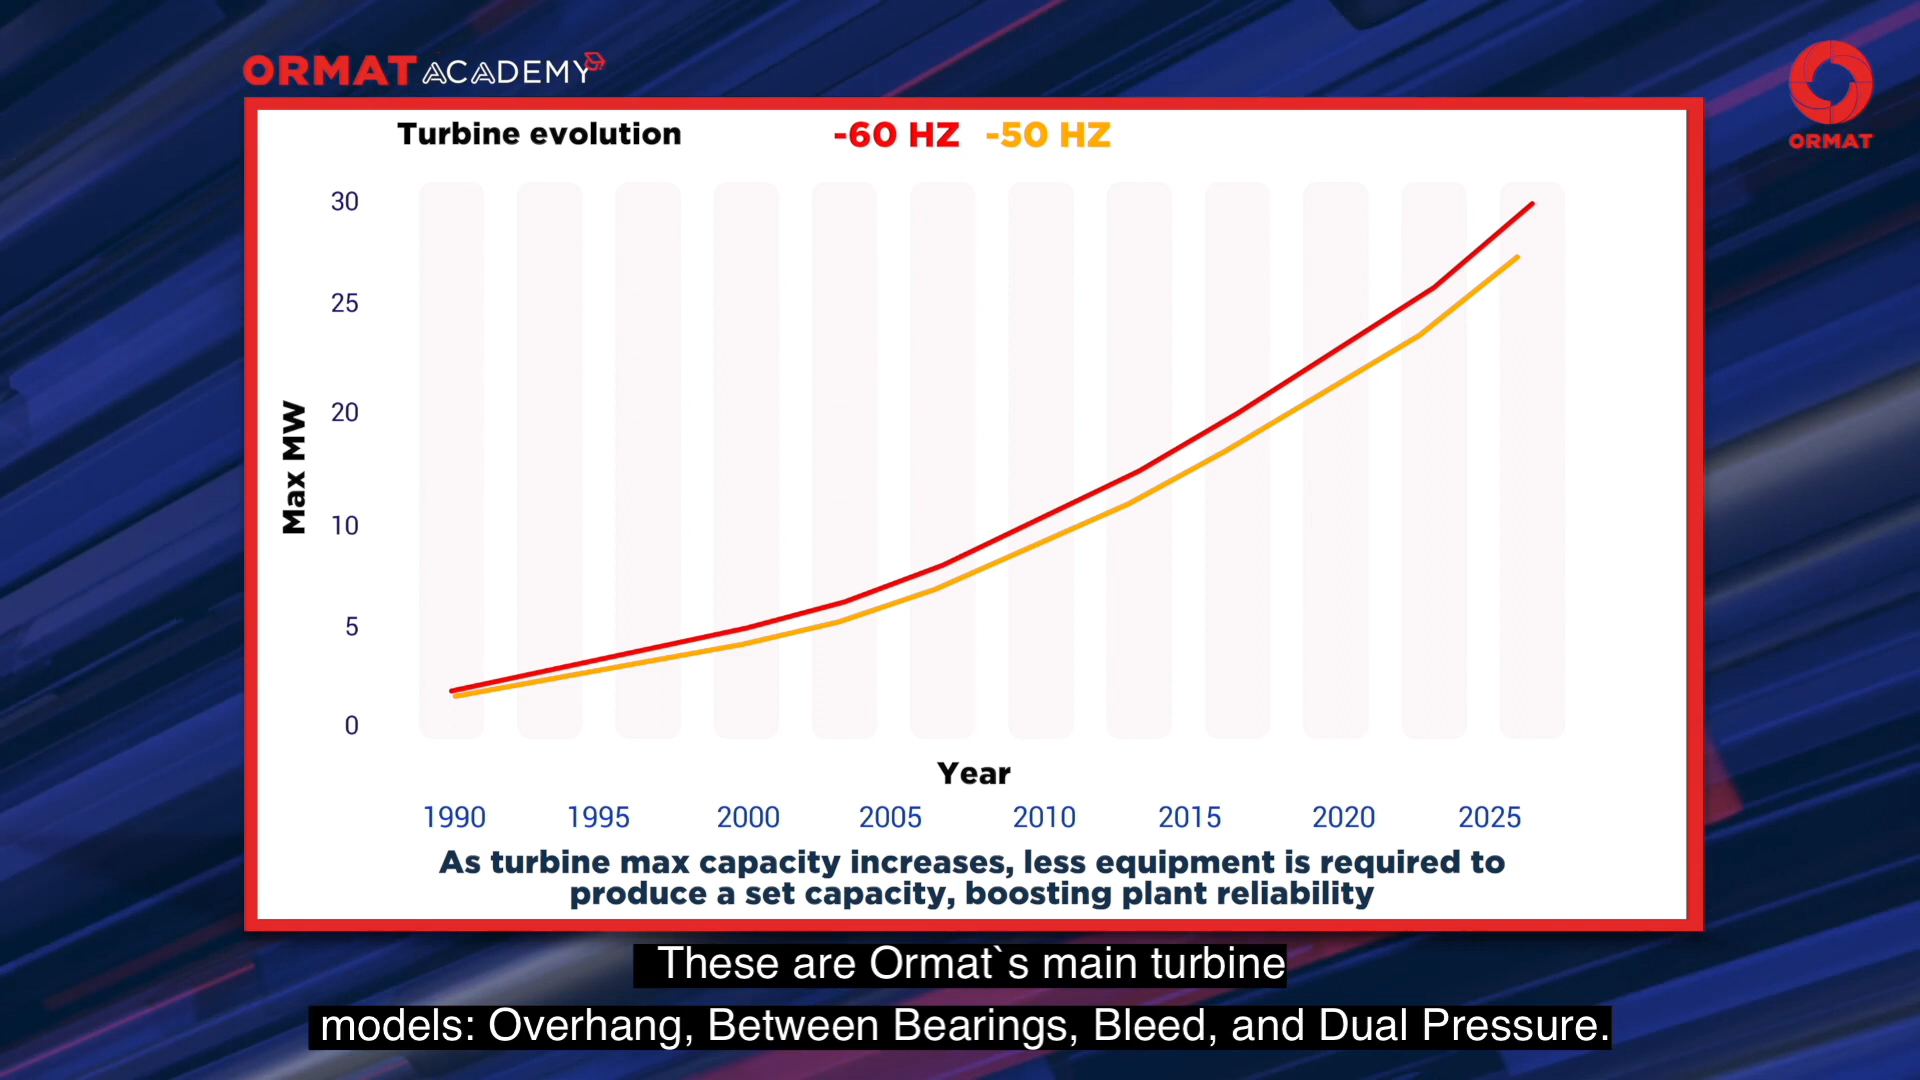 ORMAT ACADEMY
ORMAT
Turbine evolution
-60 HZ -50 HZ
30
25
20
10
5
0
Max MW
Year
1990 1995 2000 2005 2010 2015 2020 2025
As turbine max capacity increases, less equipment is required to
produce a set capacity, boosting plant reliability
These are Ormat`s main turbine
models: Overhang, Between Bearings, Bleed, and Dual Pressure.